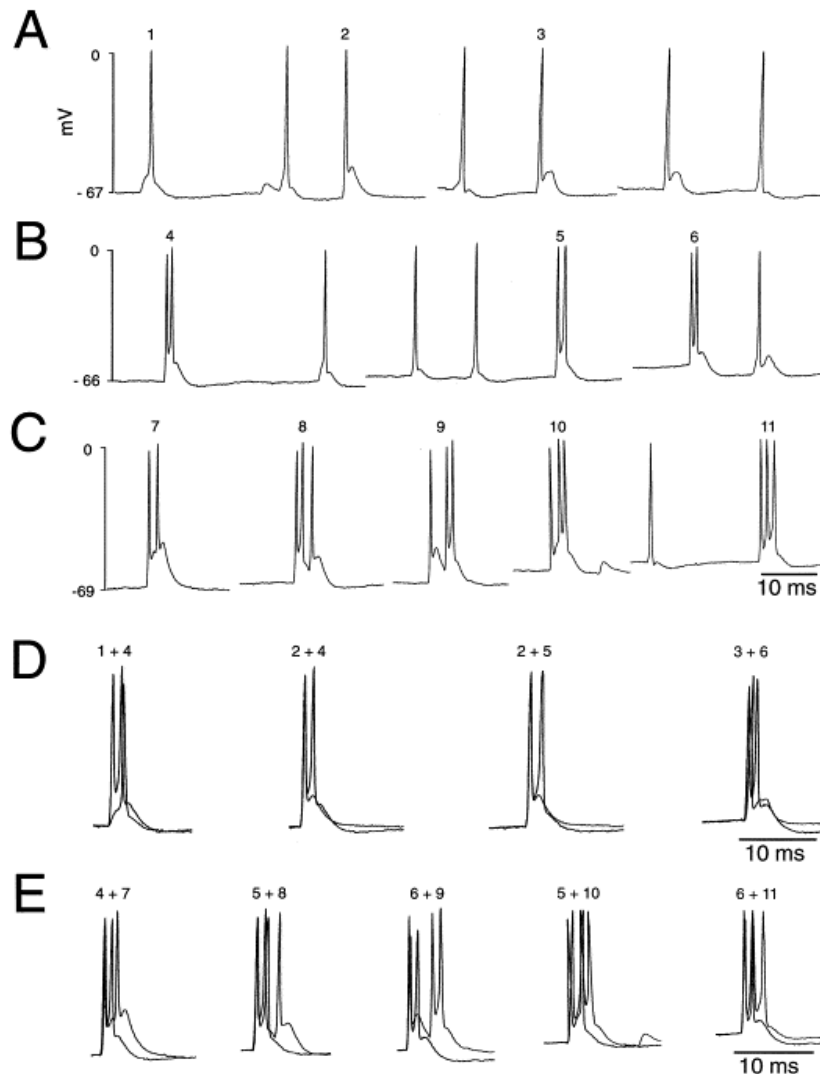 A
1 2 3
0
mV
- 67
B
4 5 6
0
- 66
C
7 8 9 10 11
0
-69
10 ms
D
1 + 4 2 + 4 2 + 5 3 + 6
10 ms
E
4 + 7 5 + 8 6 + 9 5 + 10 6 + 11
10 ms